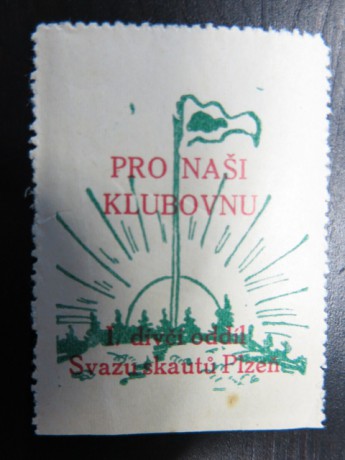 PRO NAŠI
KLUBOVNU
I. dívčí oddíl
Svazu skautů Plzeň